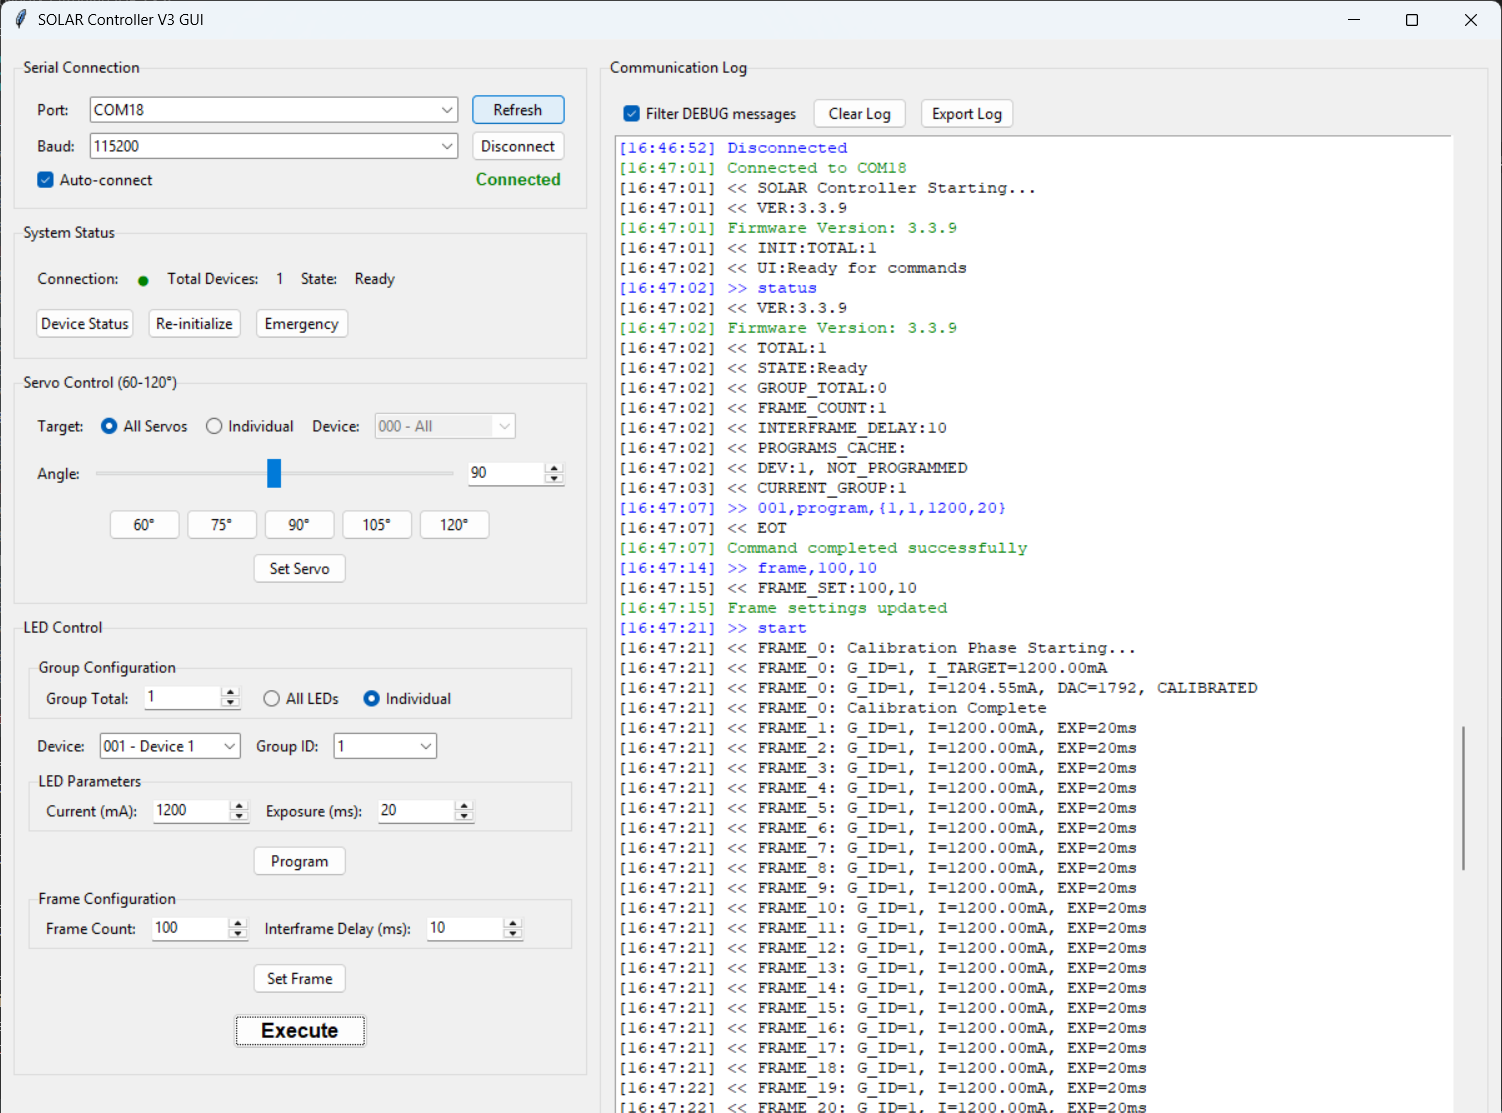 SOLAR Controller V3 GUI
Serial Connection
Port: COM18 Refresh
Baud: 115200 Disconnect
Auto-connect Connected
System Status
Connection: Total Devices: 1 State: Ready
Device Status Re-initialize Emergency
Servo Control (60-120°)
Target: All Servos Individual Device: 000 - All
Angle: 90
60° 75° 90° 105° 120°
Set Servo
LED Control
Group Configuration
Group Total: 1 All LEDs Individual
Device: 001 - Device 1 Group ID: 1
LED Parameters
Current (mA): 1200 Exposure (ms): 20
Program
Frame Configuration
Frame Count: 100 Interframe Delay (ms): 10
Set Frame
Execute
Communication Log
Filter DEBUG messages Clear Log Export Log
[16:46:52] Disconnected
[16:47:01] Connected to COM18
[16:47:01] << SOLAR Controller Starting...
[16:47:01] << VER:3.3.9
[16:47:01] Firmware Version: 3.3.9
[16:47:01] << INIT:TOTAL:1
[16:47:02] << UI:Ready for commands
[16:47:02] >> status
[16:47:02] << VER:3.3.9
[16:47:02] Firmware Version: 3.3.9
[16:47:02] << TOTAL:1
[16:47:02] << STATE:Ready
[16:47:02] << GROUP_TOTAL:0
[16:47:02] << FRAME_COUNT:1
[16:47:02] << INTERFRAME_DELAY:10
[16:47:02] << PROGRAMS_CACHE:
[16:47:02] << DEV:1, NOT_PROGRAMMED
[16:47:03] << CURRENT_GROUP:1
[16:47:07] >> 001,program,{1,1,1200,20}
[16:47:07] << EOT
[16:47:07] Command completed successfully
[16:47:14] >> frame,100,10
[16:47:15] << FRAME_SET:100,10
[16:47:15] Frame settings updated
[16:47:21] >> start
[16:47:21] << FRAME_0: Calibration Phase Starting...
[16:47:21] << FRAME_0: G_ID=1, I_TARGET=1200.00mA
[16:47:21] << FRAME_0: G_ID=1, I=1204.55mA, DAC=1792, CALIBRATED
[16:47:21] << FRAME_0: Calibration Complete
[16:47:21] << FRAME_1: G_ID=1, I=1200.00mA, EXP=20ms
[16:47:21] << FRAME_2: G_ID=1, I=1200.00mA, EXP=20ms
[16:47:21] << FRAME_3: G_ID=1, I=1200.00mA, EXP=20ms
[16:47:21] << FRAME_4: G_ID=1, I=1200.00mA, EXP=20ms
[16:47:21] << FRAME_5: G_ID=1, I=1200.00mA, EXP=20ms
[16:47:21] << FRAME_6: G_ID=1, I=1200.00mA, EXP=20ms
[16:47:21] << FRAME_7: G_ID=1, I=1200.00mA, EXP=20ms
[16:47:21] << FRAME_8: G_ID=1, I=1200.00mA, EXP=20ms
[16:47:21] << FRAME_9: G_ID=1, I=1200.00mA, EXP=20ms
[16:47:21] << FRAME_10: G_ID=1, I=1200.00mA, EXP=20ms
[16:47:21] << FRAME_11: G_ID=1, I=1200.00mA, EXP=20ms
[16:47:21] << FRAME_12: G_ID=1, I=1200.00mA, EXP=20ms
[16:47:21] << FRAME_13: G_ID=1, I=1200.00mA, EXP=20ms
[16:47:21] << FRAME_14: G_ID=1, I=1200.00mA, EXP=20ms
[16:47:21] << FRAME_15: G_ID=1, I=1200.00mA, EXP=20ms
[16:47:21] << FRAME_16: G_ID=1, I=1200.00mA, EXP=20ms
[16:47:21] << FRAME_17: G_ID=1, I=1200.00mA, EXP=20ms
[16:47:21] << FRAME_18: G_ID=1, I=1200.00mA, EXP=20ms
[16:47:22] << FRAME_19: G_ID=1, I=1200.00mA, EXP=20ms
[16:47:22] << FRAME_20: G_ID=1, I=1200.00mA, EXP=20ms